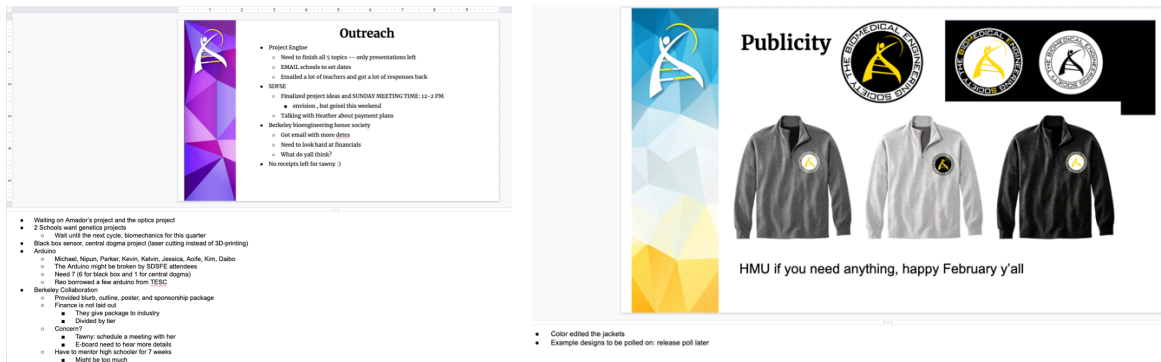 Outreach
Project Engine
Need to finish all 5 topics -- only presentations left
EMAIL schools to set dates
Emailed a lot of teachers and got a lot of responses back
SDFSE
Finalized project ideas and SUNDAY MEETING TIME: 12-2 PM
envision , but geisel this weekend
Talking with Heather about payment plans
Berkeley bioengineering honor society
Got email with more detes
Need to look hard at financials
What do yall think?
No receipts left for tawny :)
Waiting on Amador's project and the optics project
2 Schools want genetics projects
Wait until the next cycle, biomechanics for this quarter
Black box sensor, central dogma project (laser cutting instead of 3D-printing)
Arduino
Michael, Nipun, Parker, Kevin, Kelvin, Jessica, Aoife, Kim, Daibo
The Arduino might be broken by SDSFE attendees
Need 7 (6 for black box and 1 for central dogma)
Reo borrowed a few arduino from TESC
Berkeley Collaboration
Provided blurb, outline, poster, and sponsorship package
Finance is not laid out
They give package to industry
Divided by tier
Concern?
Tawny: schedule a meeting with her
E-board need to hear more details
Have to mentor high schooler for 7 weeks
Might be too much
Publicity
THE BIOMEDICAL ENGINEERING SOCIETY
THE BIOMEDICAL ENGINEERING SOCIETY
THE BIOMEDICAL ENGINEERING SOCIETY
HMU if you need anything, happy February y'all
Color edited the jackets
Example designs to be polled on: release poll later